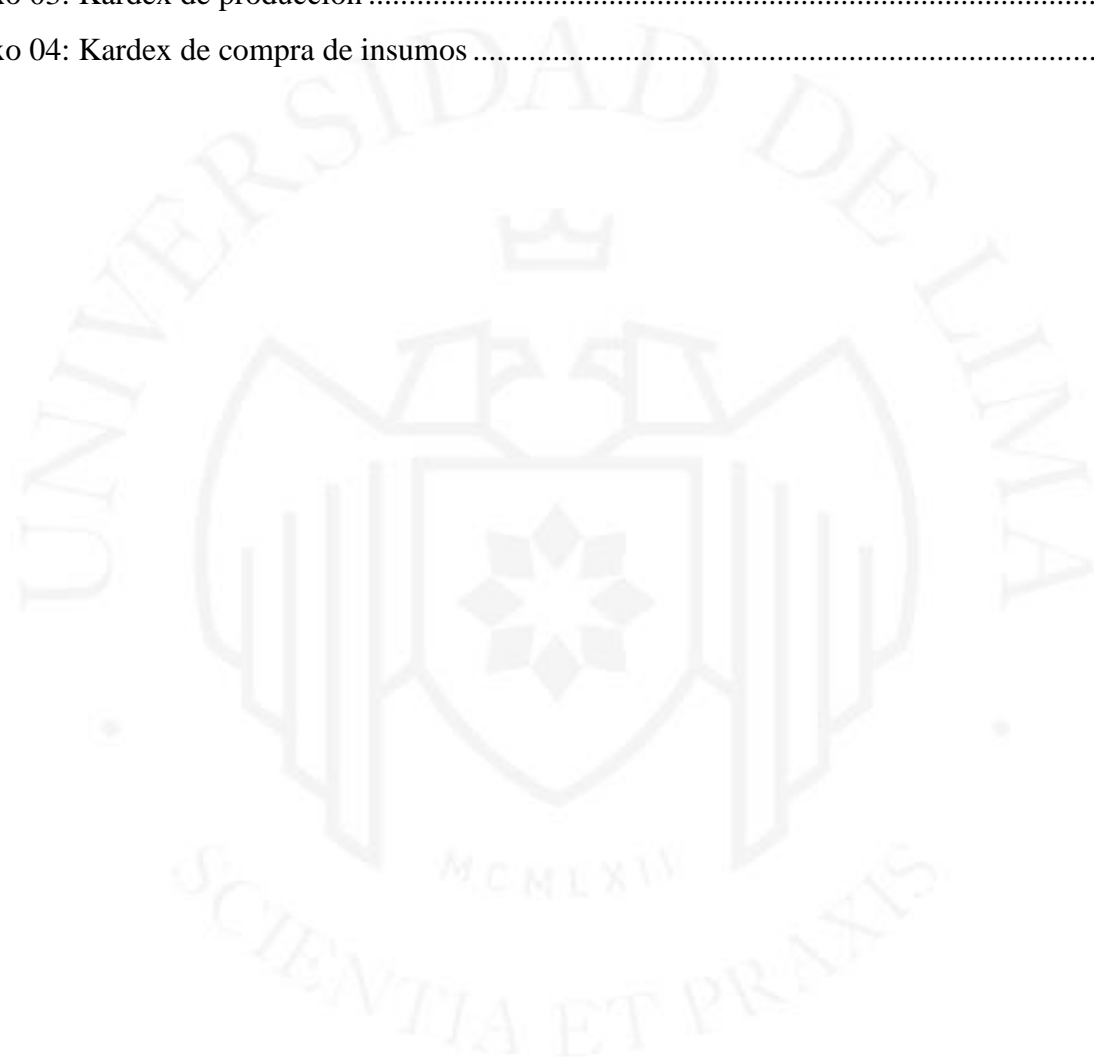 xo 03: Kardex de producción ....................................................................................................
xo 04: Kardex de compra de insumos ......................................................................................
UNIVERSIDAD DE LIMA
MCMLXII
SCIENTIA ET PRAXIS